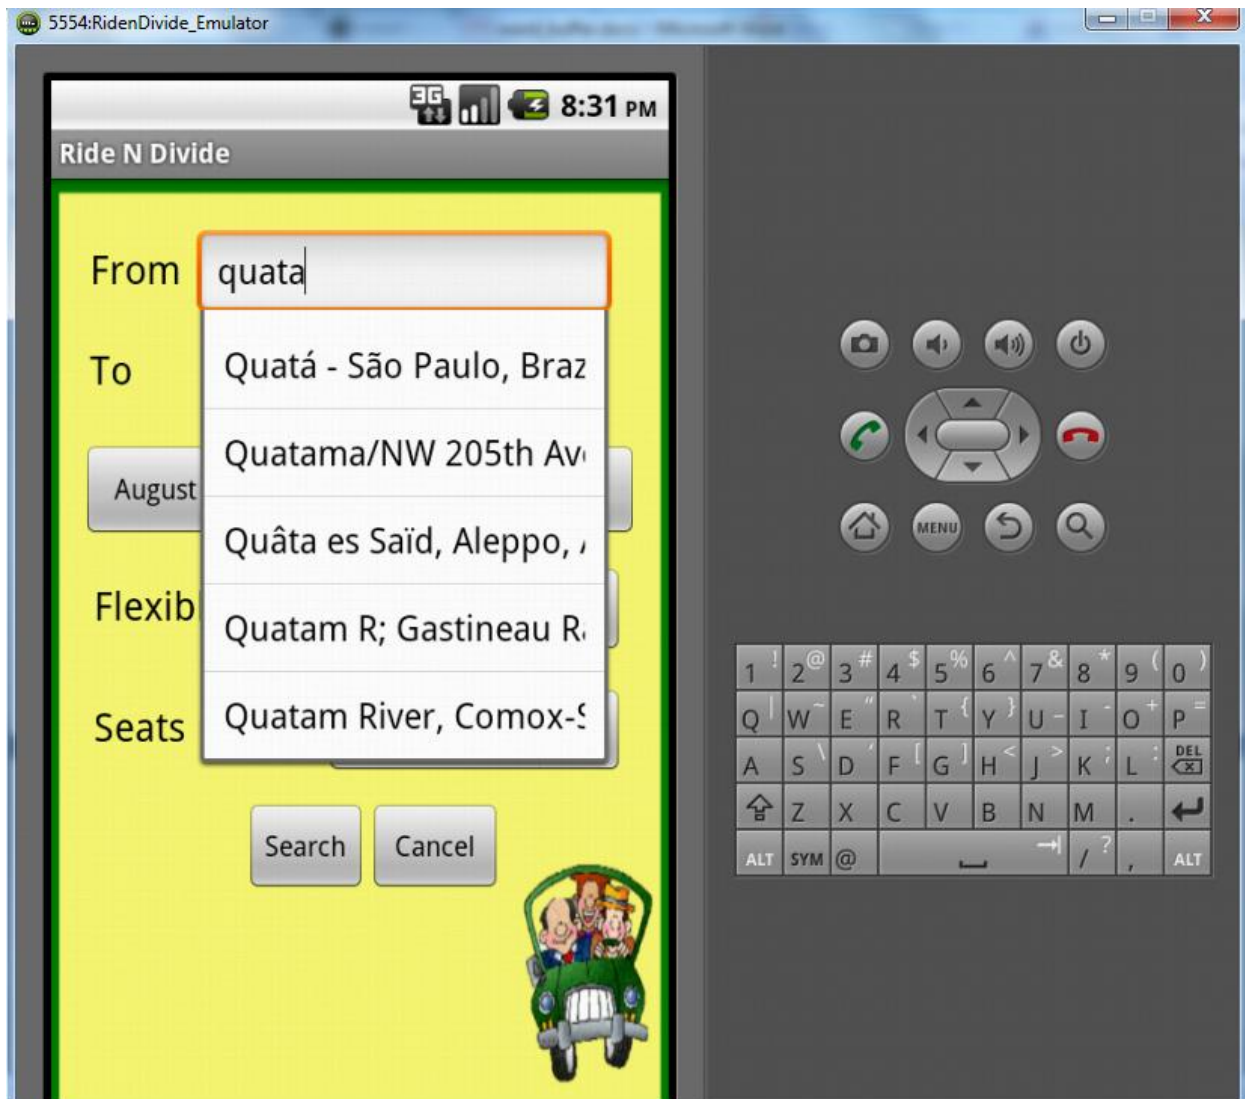 5554:RidenDivide_Emulator
3G 8:31 PM
Ride N Divide
From quata
Quatá - São Paulo, Braz
To
Quatama/NW 205th Av
August
Quâta es Saïd, Aleppo,
Flexib
Quatam R; Gastineau R
Quatam River, Comox-S
Seats
Search Cancel
MENU
1 ! 2 @ 3 # 4 $ 5 % 6 ^ 7 & 8 * 9 ( 0 )
Q | W ~ E " R ` T { Y } U - I - O + P =
A S \ D ' F [ G ] H < J > K ; L : DEL
Z X C V B N M .
ALT SYM @ / ? , ALT